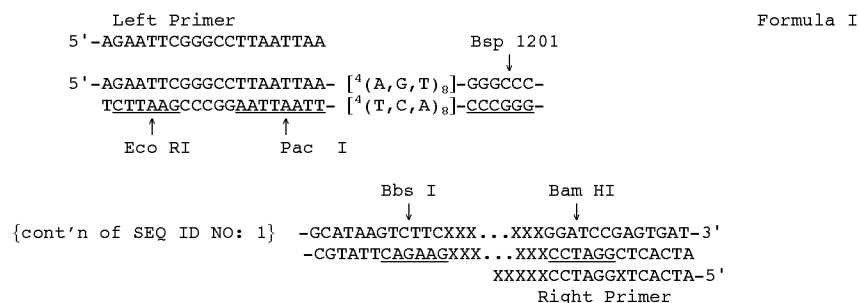 Left Primer
Formula I
5'-AGAATTCGGGCCTTAATTAA
Bsp 1201
5'-AGAATTCGGGCCTTAATTAA- [⁴(A,G,T)₈]-GGGCCC-
TCTTAAGCCCGGAATTAATT- [⁴(T,C,A)₈]-CCCGGG-
Eco RI
Pac I
Bbs I
Bam HI
{cont'n of SEQ ID NO: 1} -GCATAAGTCTTCXXX...XXXGGATCCGAGTGAT-3'
-CGTATTCAGAAGXXX...XXXCCTAGGCTCACTA
XXXXXCCTAGGXTCACTA-5'
Right Primer